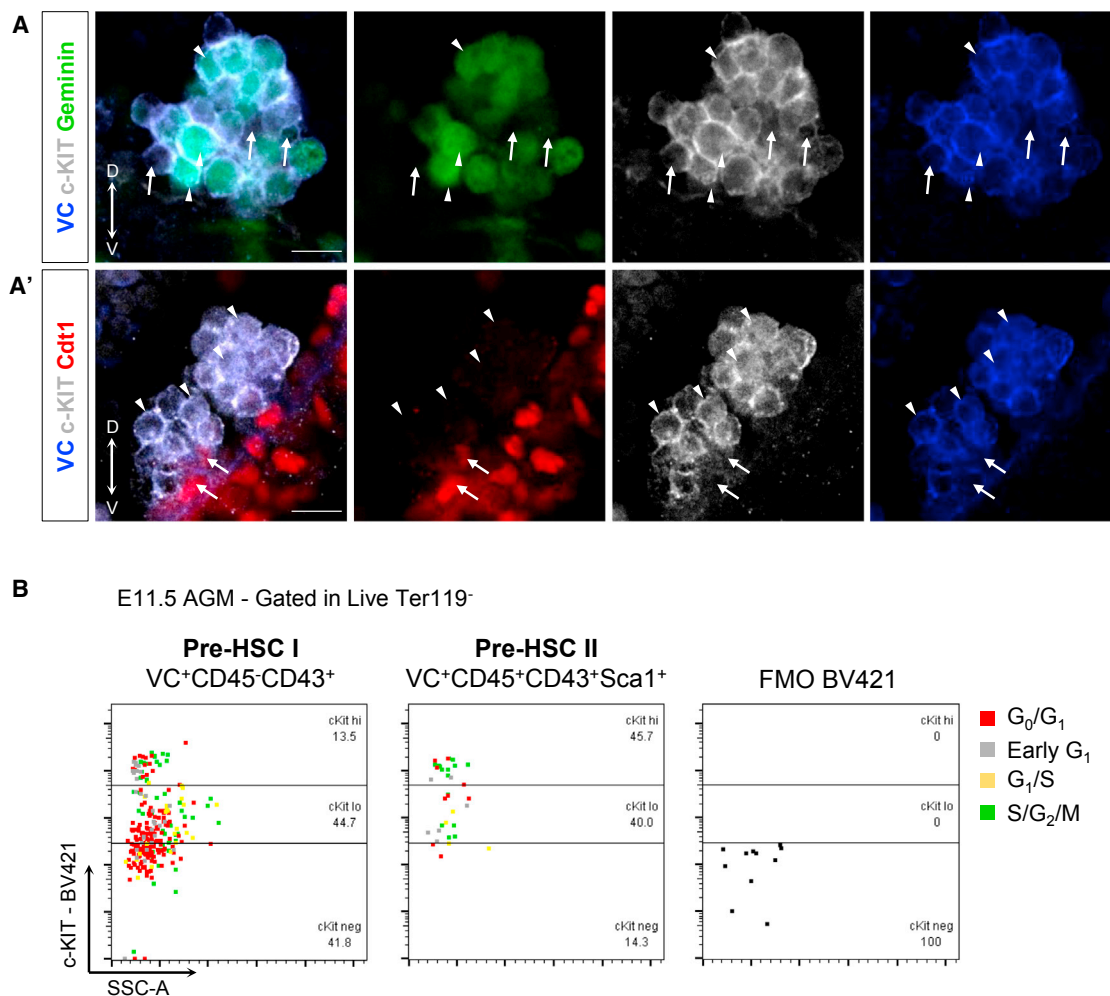 A
VC c-KIT Geminin
D
V
A'
VC c-KIT Cdt1
D
V
B
E11.5 AGM - Gated in Live Ter119-
Pre-HSC I
VC+CD45-CD43+
Pre-HSC II
VC+CD45+CD43+Sca1+
FMO BV421
cKit hi
13.5
cKit lo
44.7
cKit neg
41.8
cKit hi
45.7
cKit lo
40.0
cKit neg
14.3
cKit hi
0
cKit lo
0
cKit neg
100
G0/G1
Early G1
G1/S
S/G2/M
c-KIT - BV421
SSC-A